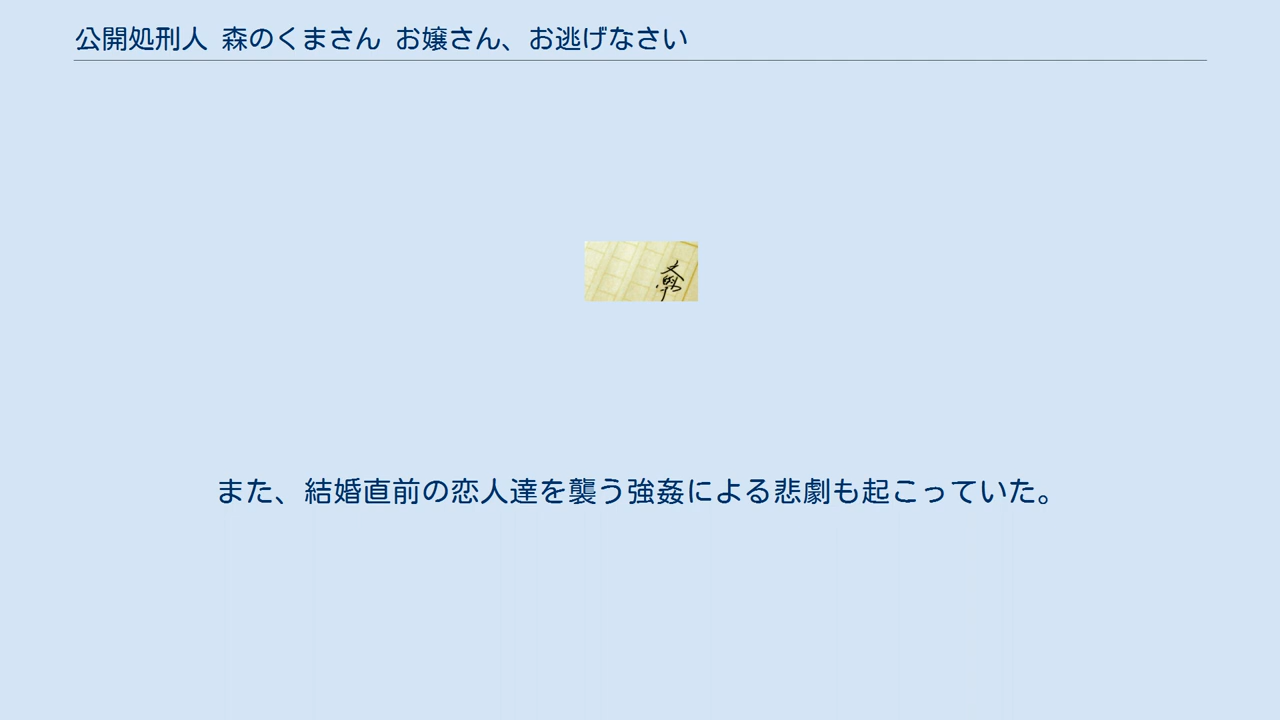 公開処刑人 森のくまさん お嬢さん、お逃げなさい
また、結婚直前の恋人達を襲う強姦による悲劇も起こっていた。